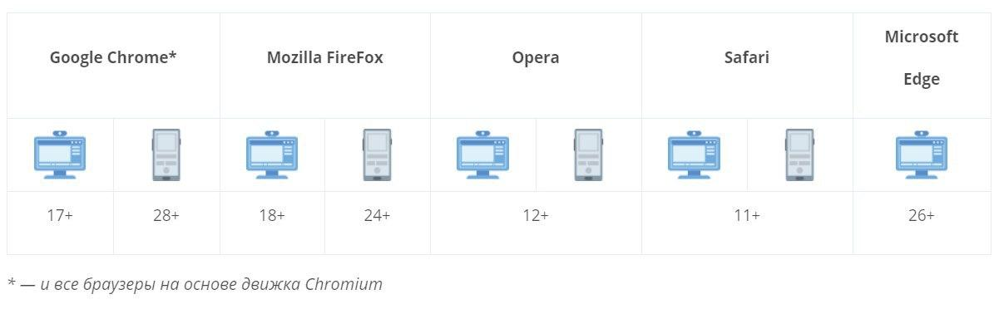 Google Chrome*
Mozilla FireFox
Opera
Safari
Microsoft
Edge
17+
28+
18+
24+
12+
11+
26+
* — и все браузеры на основе движка Chromium